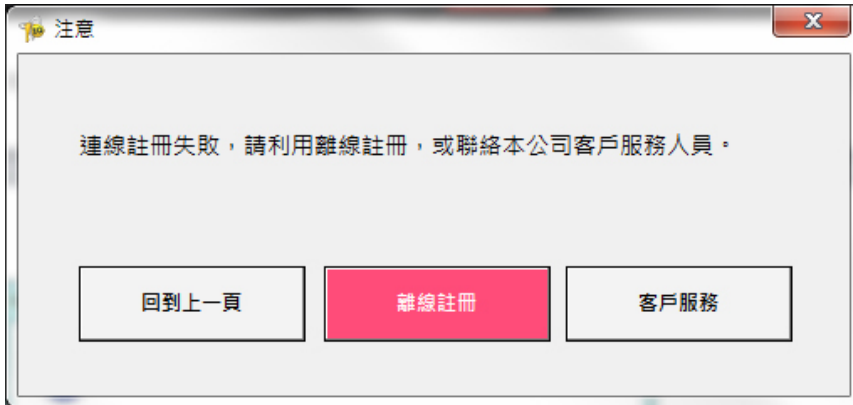 注意
連線註冊失敗，請利用離線註冊，或聯絡本公司客戶服務人員。
回到上一頁
離線註冊
客戶服務